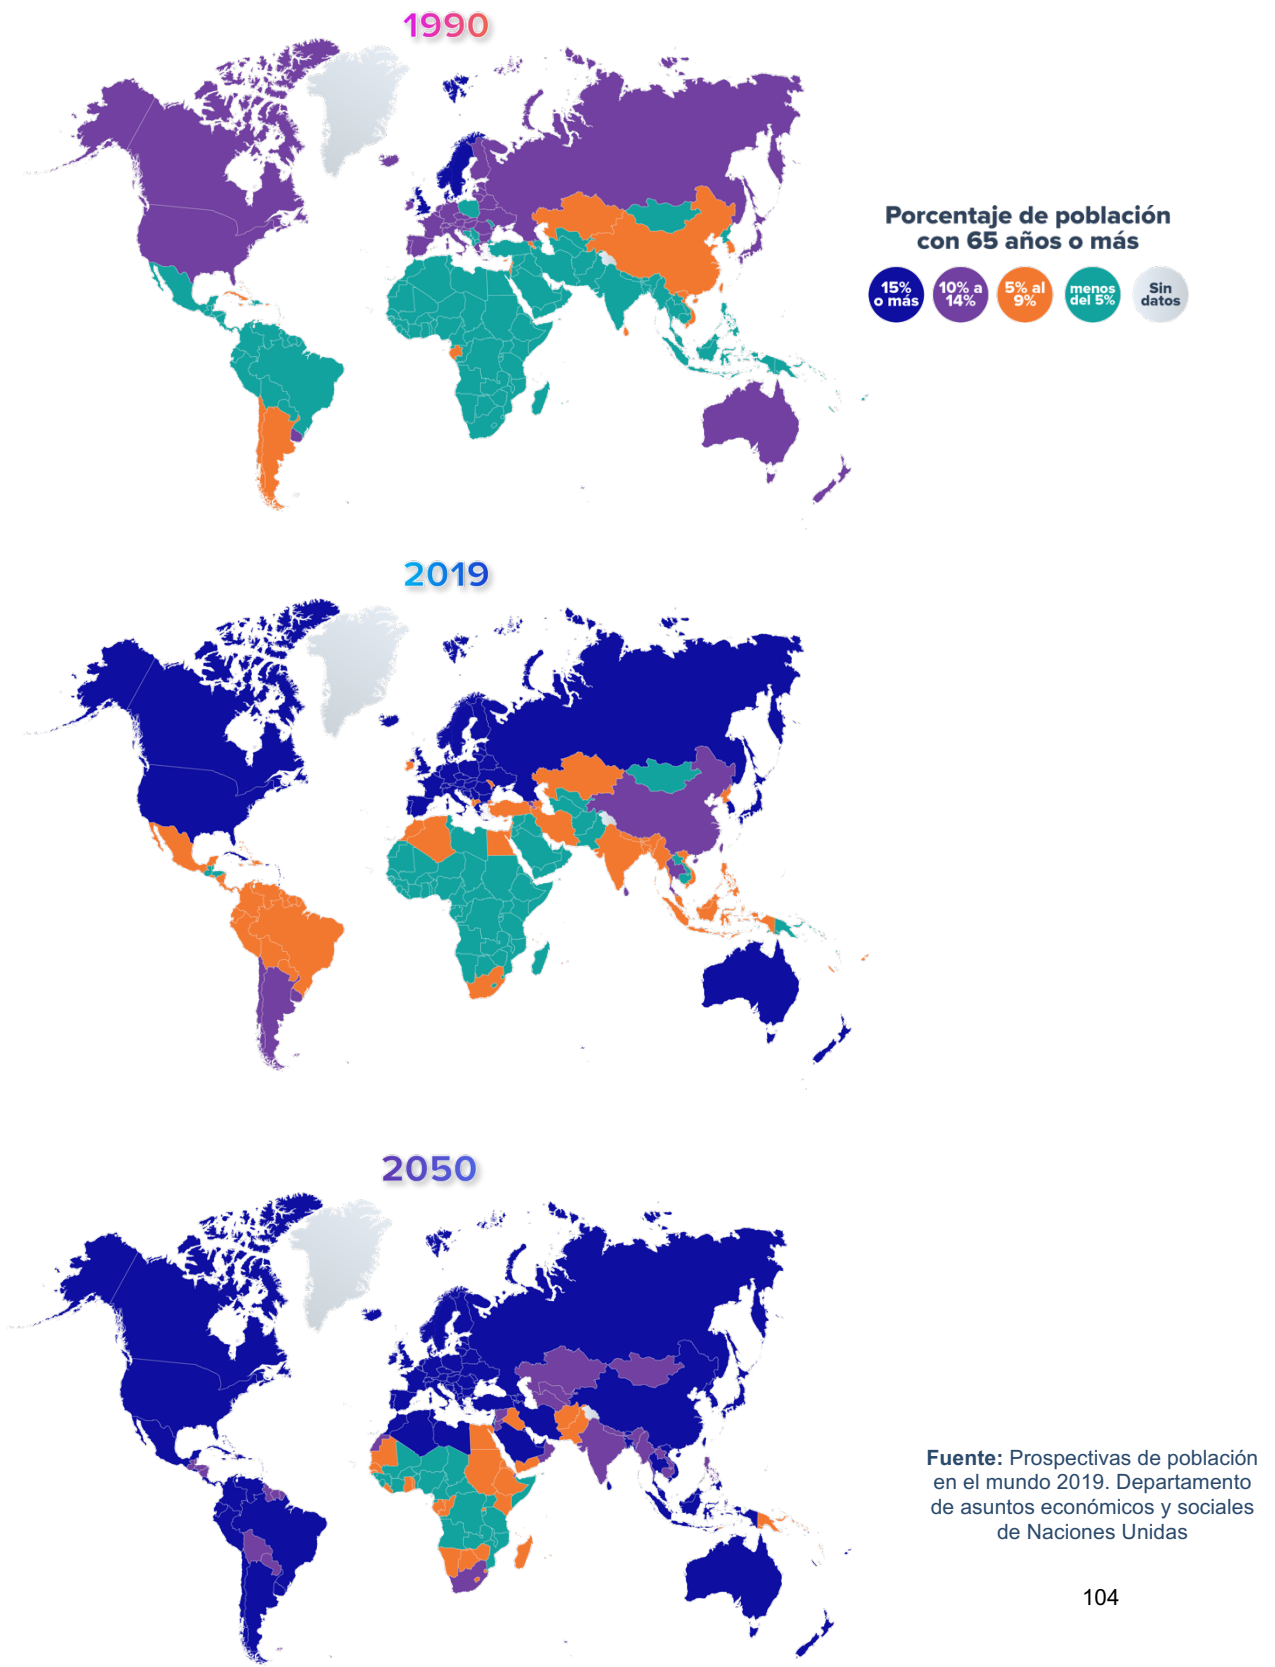 1990
Porcentaje de población
con 65 años o más
15%
o más
10% a
14%
5% al
9%
menos
del 5%
Sin
datos
2019
2050
Fuente: Prospectivas de población
en el mundo 2019. Departamento
de asuntos económicos y sociales
de Naciones Unidas
104